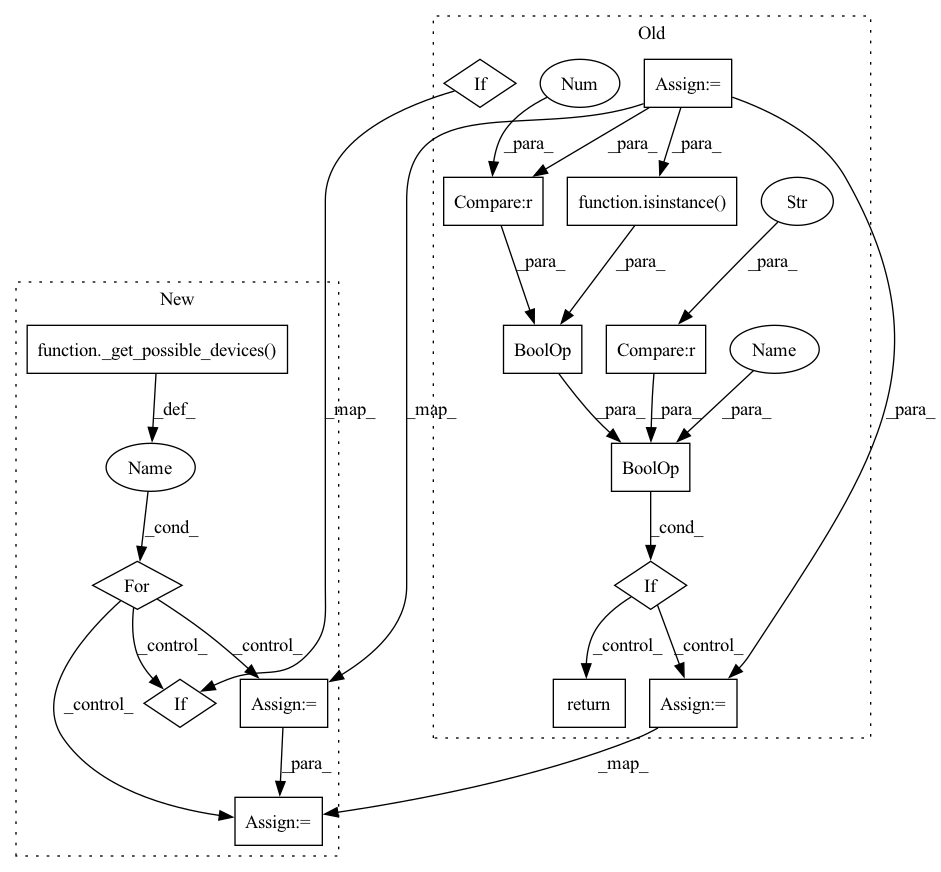 Old
If
Num
Assign:=
_para_
_para_
_para_
Compare:r
function.isinstance()
Str
_para_
_para_
_para_
New
function._get_possible_devices()
BoolOp
Compare:r
Name
_def_
_map_
_map_
_para_
_para_
_para_
_para_
Name
BoolOp
_cond_
_cond_
For
If
_control_
_control_
_control_
_control_
_control_
If
Assign:=
return
Assign:=
_para_
_map_
Assign:=